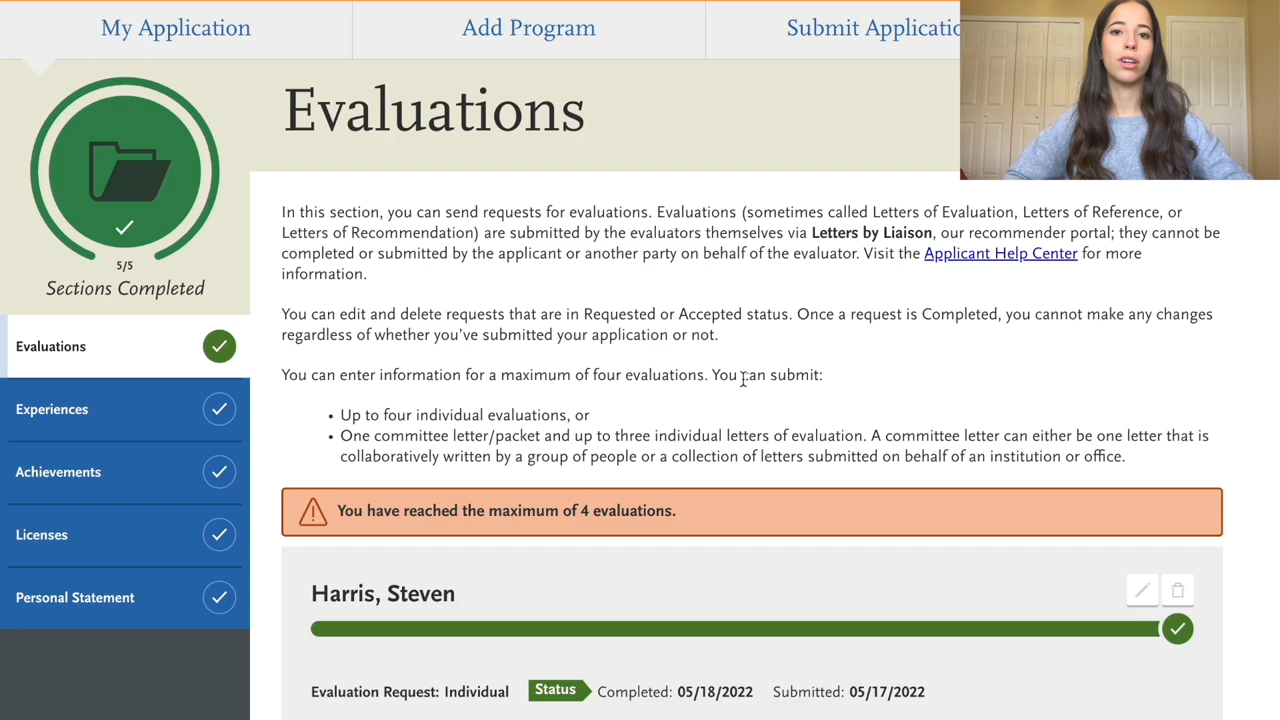 My Application
Add Program
Submit Applicatio
5/5
Sections Completed
Evaluations
Experiences
Achievements
Licenses
Personal Statement
Evaluations
In this section, you can send requests for evaluations. Evaluations (sometimes called Letters of Evaluation, Letters of Reference, or
Letters of Recommendation) are submitted by the evaluators themselves via Letters by Liaison, our recommender portal; they cannot be
completed or submitted by the applicant or another party on behalf of the evaluator. Visit the Applicant Help Center for more
information.
You can edit and delete requests that are in Requested or Accepted status. Once a request is Completed, you cannot make any changes
regardless of whether you’ve submitted your application or not.
You can enter information for a maximum of four evaluations. You can submit:
• Up to four individual evaluations, or
• One committee letter/packet and up to three individual letters of evaluation. A committee letter can either be one letter that is
collaboratively written by a group of people or a collection of letters submitted on behalf of an institution or office.
You have reached the maximum of 4 evaluations.
Harris, Steven
Evaluation Request: Individual Status Completed: 05/18/2022 Submitted: 05/17/2022